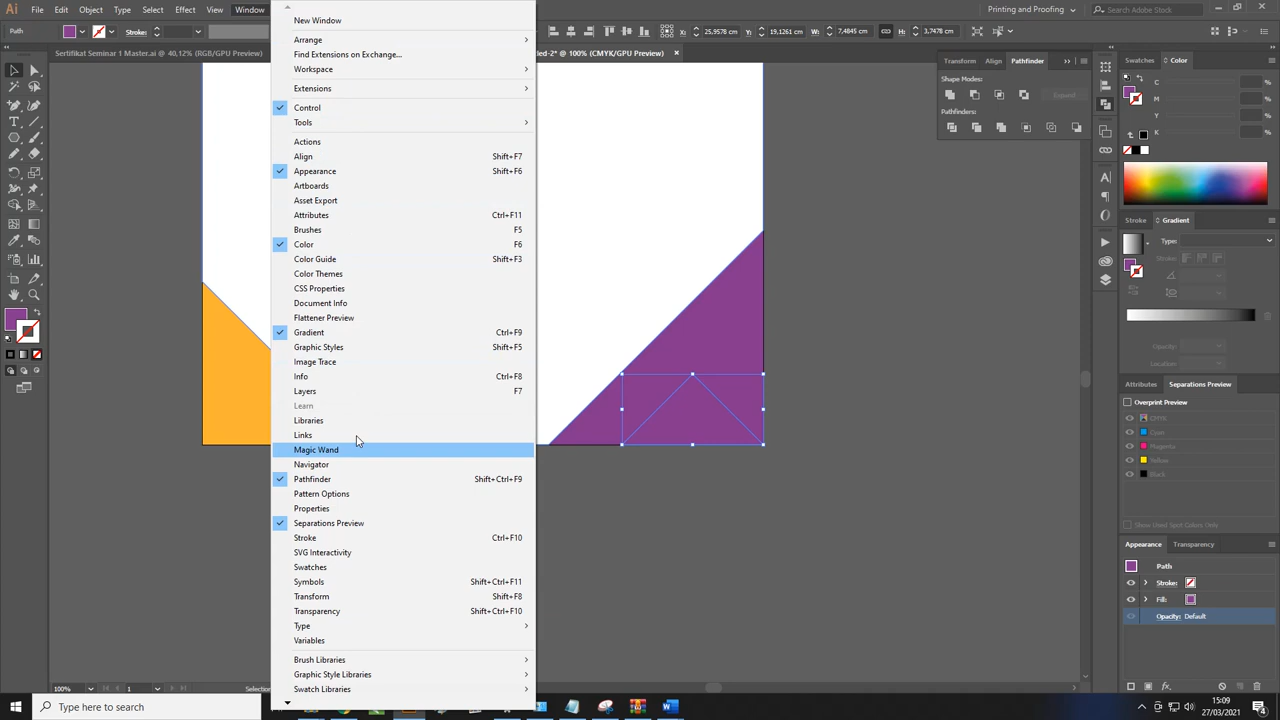 Ai File Edit Object Type Select Effect View Window Printing and Proofing Search Adobe Stock
Path Stroke: X: 25,9578 cm Y: 19,1261 cm W: 7,4845 cm H: 3,7478 cm
Sertifikat Seminar 1 Master.ai @ 40,12% (RGB/GPU Preview) led-2* @ 100% (CMYK/GPU Preview)
New Window
Arrange
Find Extensions on Exchange...
Workspace
Extensions
Control
Tools
Actions
Align Shift+F7
Appearance Shift+F6
Artboards
Asset Export
Attributes Ctrl+F11
Brushes F5
Color F6
Color Guide Shift+F3
Color Themes
CSS Properties
Document Info
Flattener Preview
Gradient Ctrl+F9
Graphic Styles Shift+F5
Image Trace
Info Ctrl+F8
Layers F7
Learn
Libraries
Links
Magic Wand
Navigator
Pathfinder Shift+Ctrl+F9
Pattern Options
Properties
Separations Preview
Stroke Ctrl+F10
SVG Interactivity
Swatches
Symbols Shift+Ctrl+F11
Transform Shift+F8
Transparency Shift+Ctrl+F10
Type
Variables
Brush Libraries
Graphic Style Libraries
Swatch Libraries
Transform Align Pathfinder
Shape Modes:
Expand
Pathfinders:
Swatches Color
C
M
Y
K
Stroke Gradient
Type:
Stroke:
Opacity:
Location:
Attributes Separations Preview
Overprint Preview
CMYK
Cyan
Magenta
Yellow
Black
Show Used Spot Colors Only
Appearance Transparency
Path
Stroke:
Fill:
Opacity: Default
100% 1 Selection
Type here to search
15:09
27/03/2021